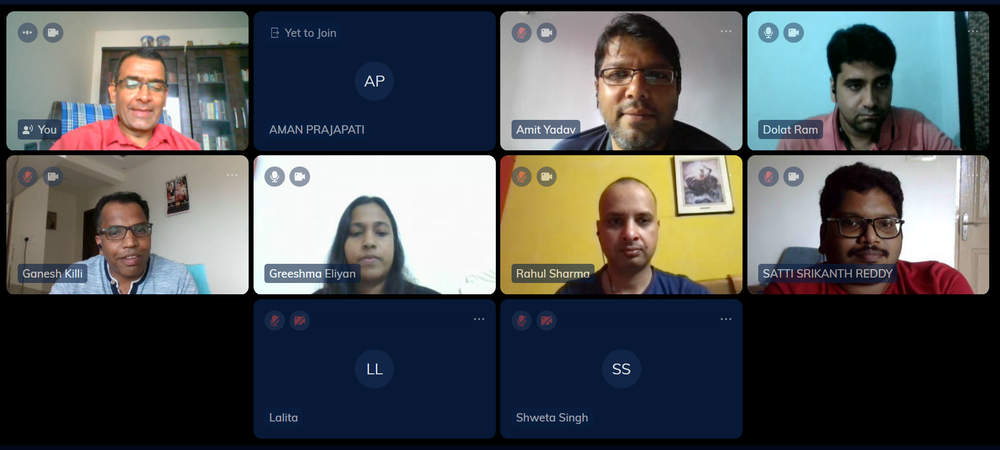 You
Yet to Join
AP
AMAN PRAJAPATI
Amit Yadav
Dolat Ram
Ganesh Killi
Greeshma Eliyan
Rahul Sharma
SATTI SRIKANTH REDDY
LL
Lalita
SS
Shweta Singh